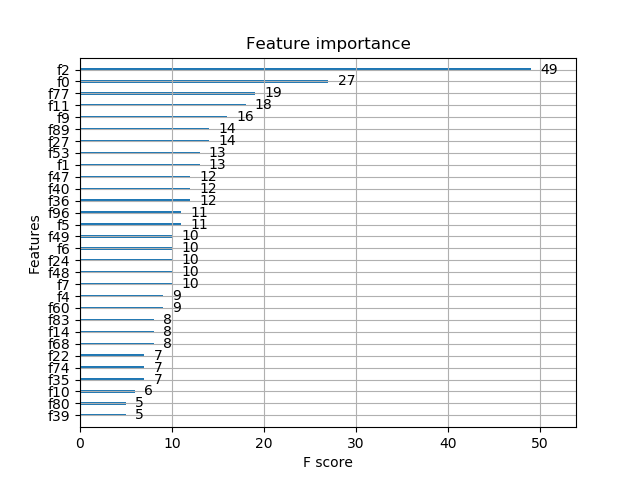 Feature importance
f2 49
f0 27
f77 19
f11 18
f9 16
f89 14
f27 14
f53 13
f1 13
f47 12
f40 12
f36 12
f96 11
f5 11
f49 10
f6 10
f24 10
f48 10
f7 10
f4 9
f60 9
f83 8
f14 8
f68 8
f22 7
f74 7
f35 7
f10 6
f80 5
f39 5
Features
0 10 20 30 40 50
F score